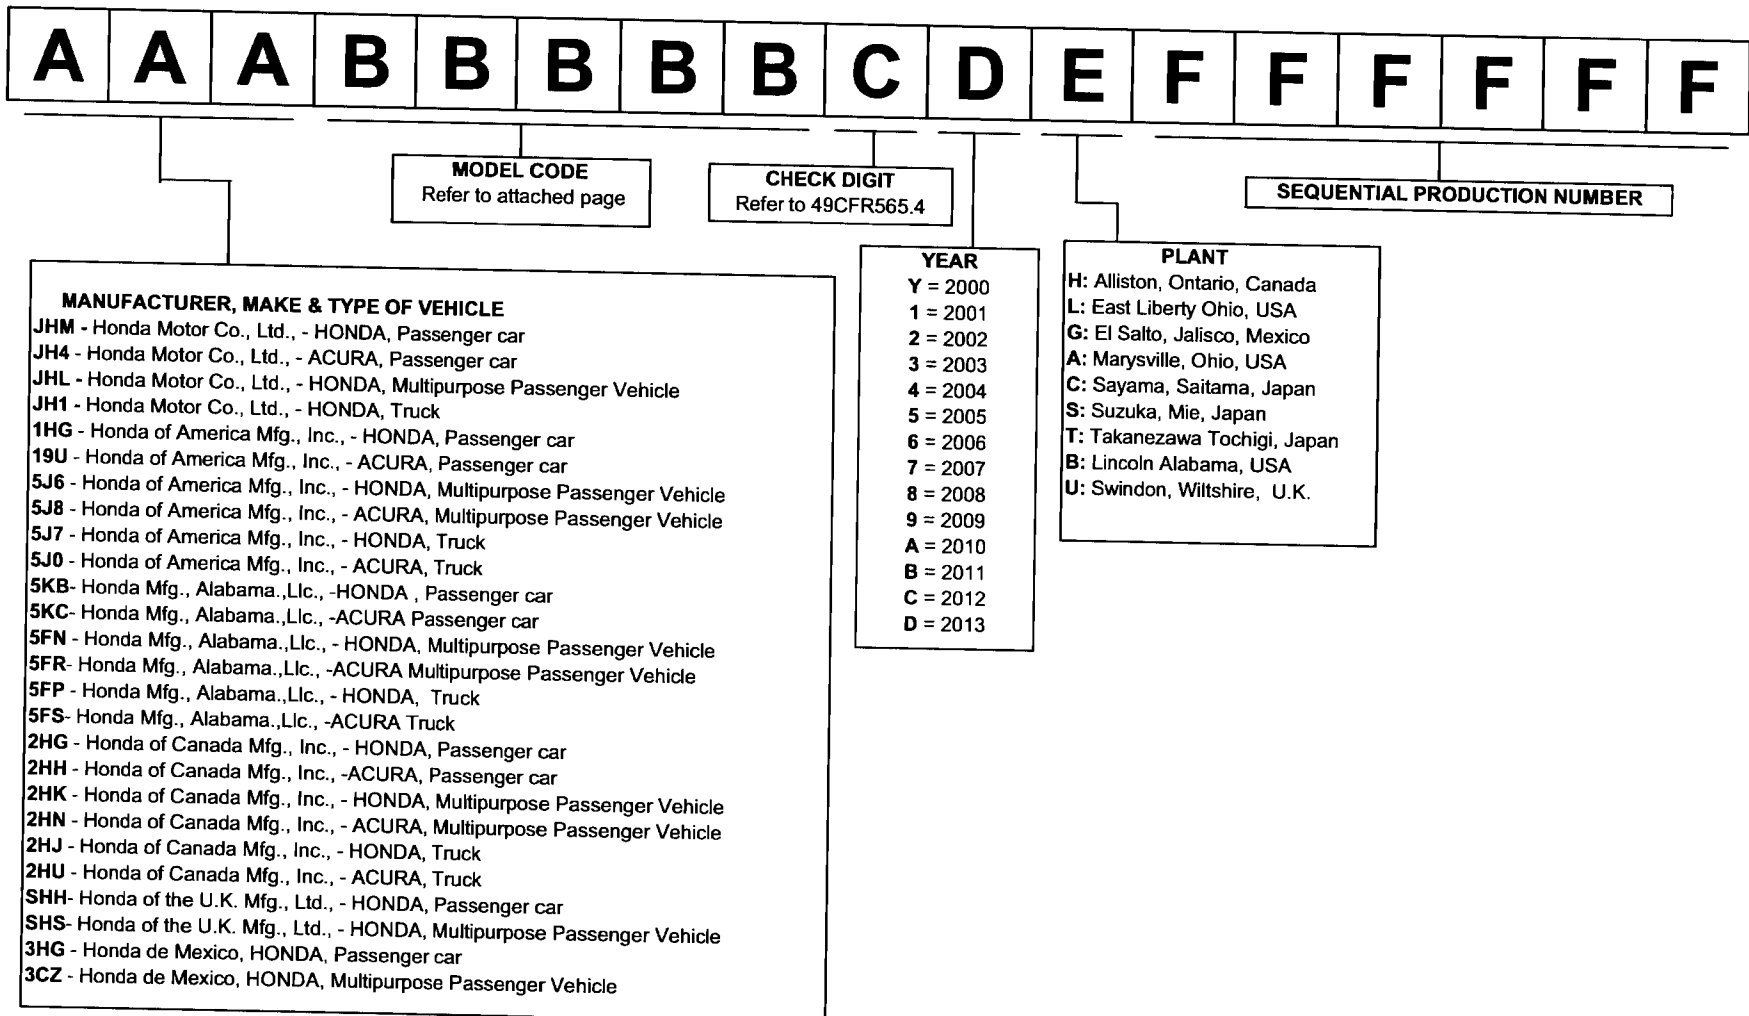 A A A B B B B B C D E F F F F F F
MODEL CODE
Refer to attached page
CHECK DIGIT
Refer to 49CFR565.4
SEQUENTIAL PRODUCTION NUMBER
MANUFACTURER, MAKE & TYPE OF VEHICLE
JHM - Honda Motor Co., Ltd., - HONDA, Passenger car
JH4 - Honda Motor Co., Ltd., - ACURA, Passenger car
JHL - Honda Motor Co., Ltd., - HONDA, Multipurpose Passenger Vehicle
JH1 - Honda Motor Co., Ltd., - HONDA, Truck
1HG - Honda of America Mfg., Inc., - HONDA, Passenger car
19U - Honda of America Mfg., Inc., - ACURA, Passenger car
5J6 - Honda of America Mfg., Inc., - HONDA, Multipurpose Passenger Vehicle
5J8 - Honda of America Mfg., Inc., - ACURA, Multipurpose Passenger Vehicle
5J7 - Honda of America Mfg., Inc., - HONDA, Truck
5J0 - Honda of America Mfg., Inc., - ACURA, Truck
5KB- Honda Mfg., Alabama.,Llc., -HONDA , Passenger car
5KC- Honda Mfg., Alabama.,Llc., -ACURA Passenger car
5FN - Honda Mfg., Alabama.,Llc., - HONDA, Multipurpose Passenger Vehicle
5FR- Honda Mfg., Alabama.,Llc., -ACURA Multipurpose Passenger Vehicle
5FP - Honda Mfg., Alabama.,Llc., - HONDA, Truck
5FS- Honda Mfg., Alabama.,Llc., -ACURA Truck
2HG - Honda of Canada Mfg., Inc., - HONDA, Passenger car
2HH - Honda of Canada Mfg., Inc., -ACURA, Passenger car
2HK - Honda of Canada Mfg., Inc., - HONDA, Multipurpose Passenger Vehicle
2HN - Honda of Canada Mfg., Inc., - ACURA, Multipurpose Passenger Vehicle
2HJ - Honda of Canada Mfg., Inc., - HONDA, Truck
2HU - Honda of Canada Mfg., Inc., - ACURA, Truck
SHH- Honda of the U.K. Mfg., Ltd., - HONDA, Passenger car
SHS- Honda of the U.K. Mfg., Ltd., - HONDA, Multipurpose Passenger Vehicle
3HG - Honda de Mexico, HONDA, Passenger car
3CZ - Honda de Mexico, HONDA, Multipurpose Passenger Vehicle
YEAR
Y = 2000
1 = 2001
2 = 2002
3 = 2003
4 = 2004
5 = 2005
6 = 2006
7 = 2007
8 = 2008
9 = 2009
A = 2010
B = 2011
C = 2012
D = 2013
PLANT
H: Alliston, Ontario, Canada
L: East Liberty Ohio, USA
G: El Salto, Jalisco, Mexico
A: Marysville, Ohio, USA
C: Sayama, Saitama, Japan
S: Suzuka, Mie, Japan
T: Takanezawa Tochigi, Japan
B: Lincoln Alabama, USA
U: Swindon, Wiltshire, U.K.